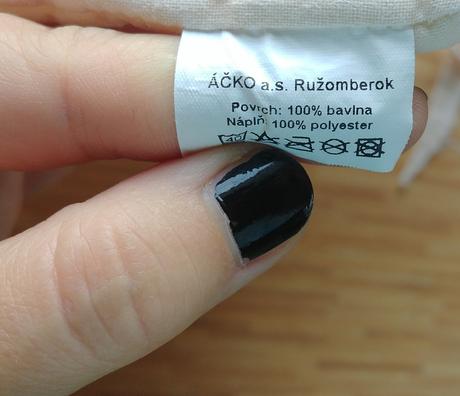 ÁČKO a.s. Ružomberok
Povrch: 100% bavlna
Náplň: 100% polyester